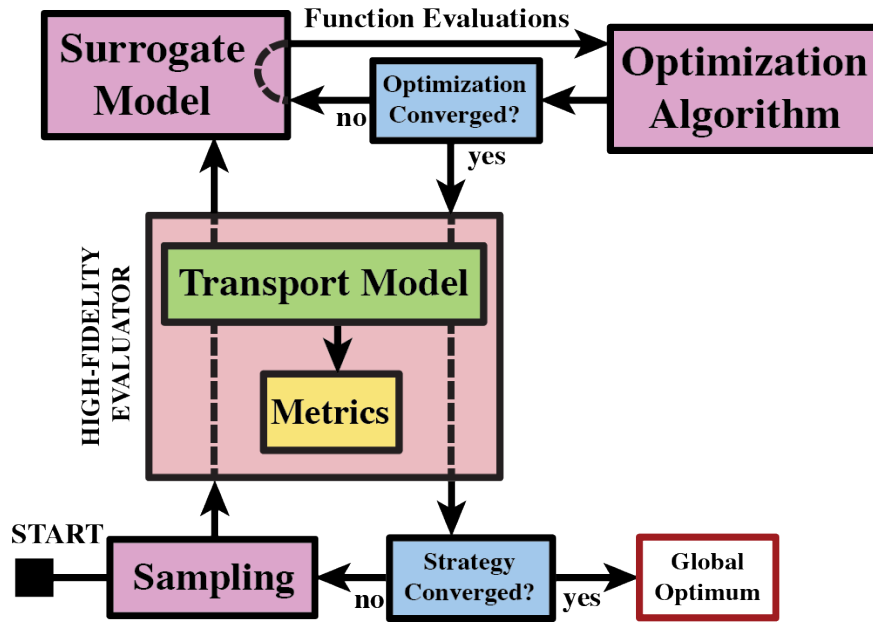 Function Evaluations
Surrogate
Model
Optimization
Converged?
Optimization
Algorithm
no
yes
HIGH-FIDELITY
EVALUATOR
Transport Model
Metrics
START
Sampling
Strategy
Converged?
no
yes
Global
Optimum